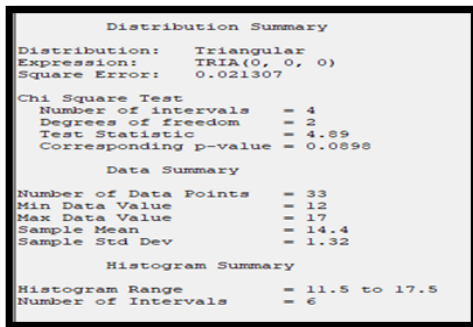 Distribution Summary
Distribution: Triangular
Expression: TRIA(0, 0, 0)
Square Error: 0.021307
Chi Square Test
Number of intervals = 4
Degrees of freedom = 2
Test Statistic = 4.89
Corresponding p-value = 0.0898
Data Summary
Number of Data Points = 33
Min Data Value = 12
Max Data Value = 17
Sample Mean = 14.4
Sample Std Dev = 1.32
Histogram Summary
Histogram Range = 11.5 to 17.5
Number of Intervals = 6